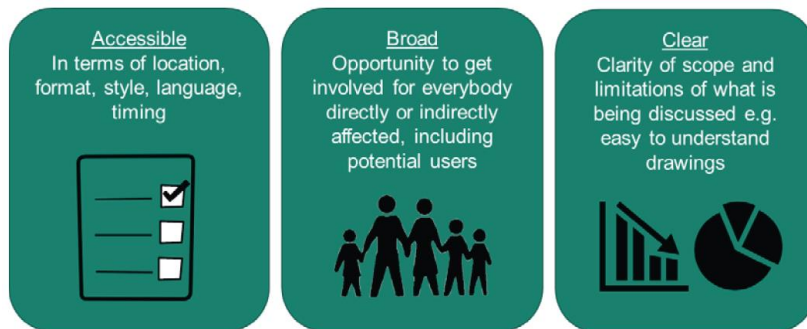 Accessible
In terms of location,
format, style, language,
timing
Broad
Opportunity to get
involved for everybody
directly or indirectly
affected, including
potential users
Clear
Clarity of scope and
limitations of what is
being discussed e.g.
easy to understand
drawings